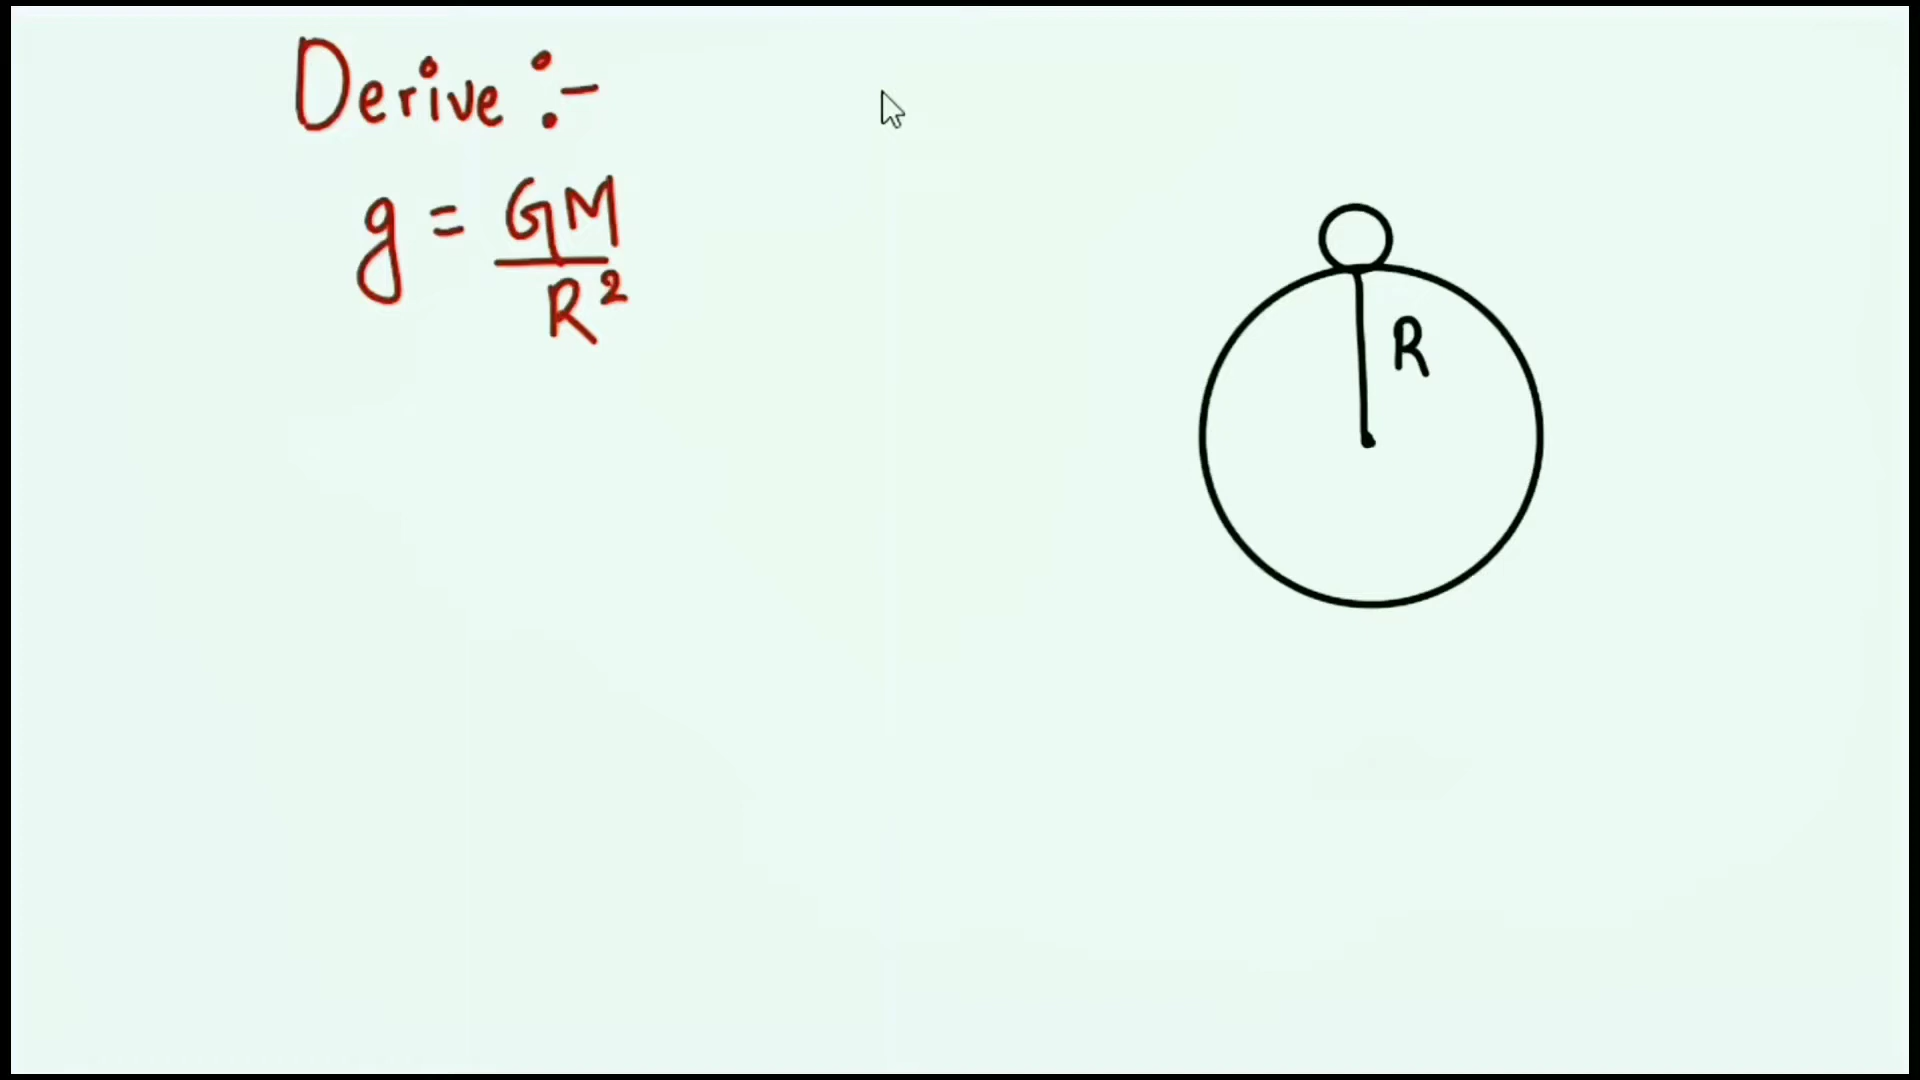 Derive :-
g = GM
R²
R